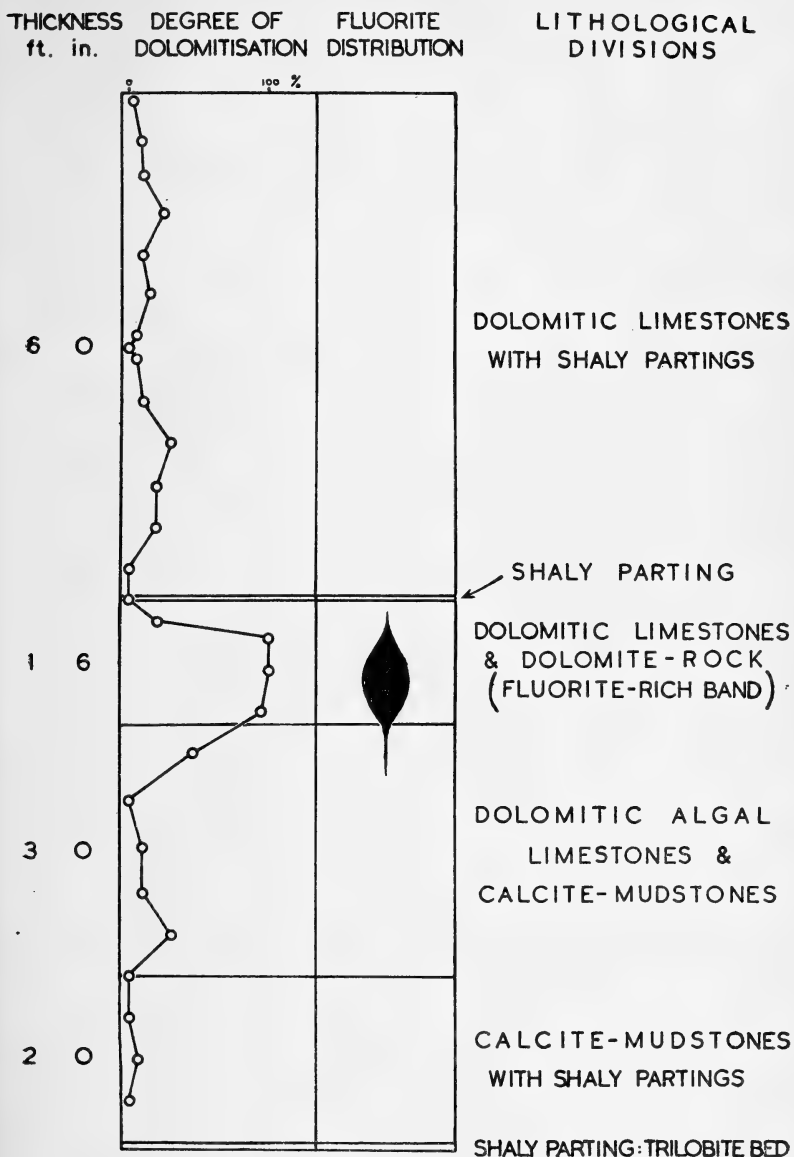 THICKNESS DEGREE OF FLUORITE LITHOLOGICAL
ft. in. DOLOMITISATION DISTRIBUTION DIVISIONS
0 100 %
6 0
DOLOMITIC LIMESTONES
WITH SHALY PARTINGS
SHALY PARTING
1 6
DOLOMITIC LIMESTONES
& DOLOMITE-ROCK
(FLUORITE-RICH BAND)
3 0
DOLOMITIC ALGAL
LIMESTONES &
CALCITE-MUDSTONES
2 0
CALCITE-MUDSTONES
WITH SHALY PARTINGS
SHALY PARTING: TRILOBITE BED